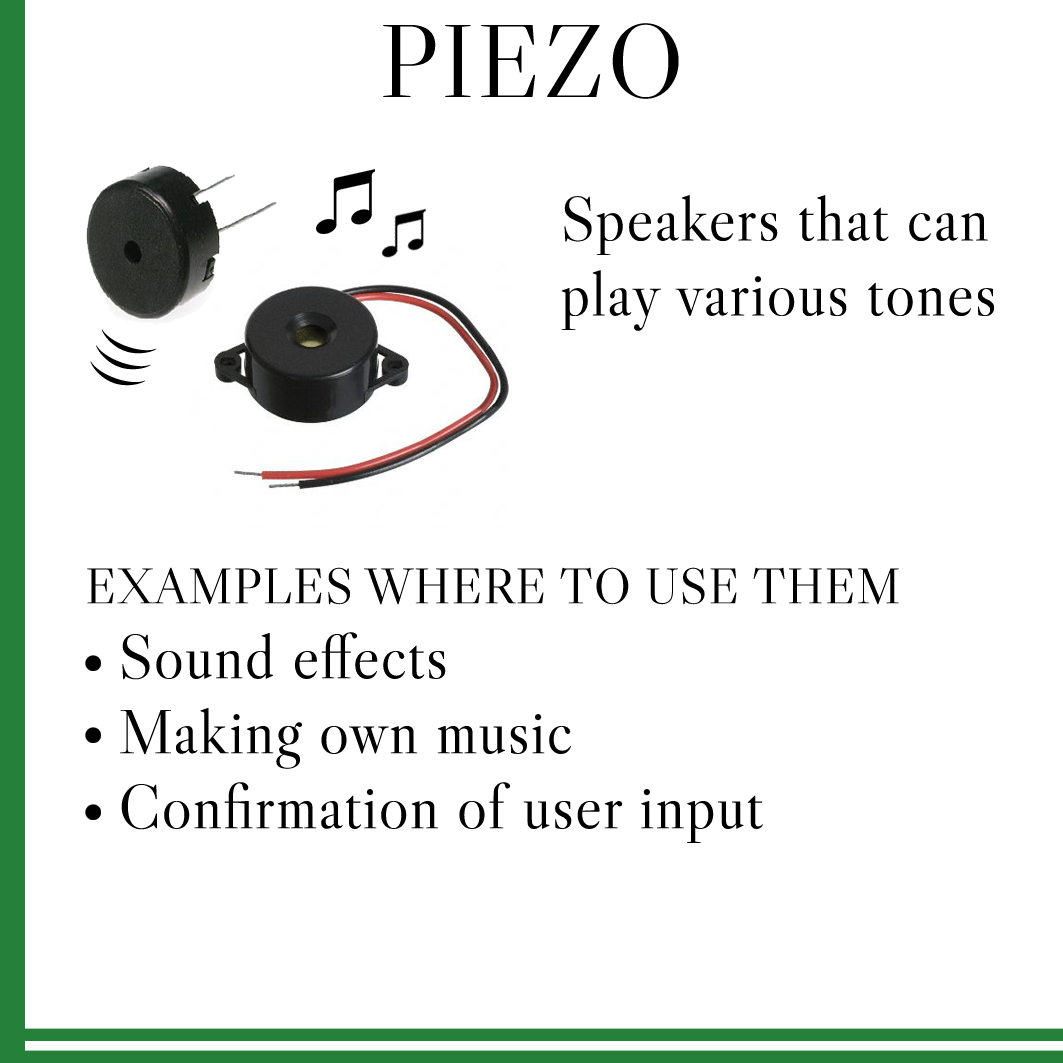 PIEZO
Speakers that can
play various tones
EXAMPLES WHERE TO USE THEM
• Sound effects
• Making own music
• Confirmation of user input